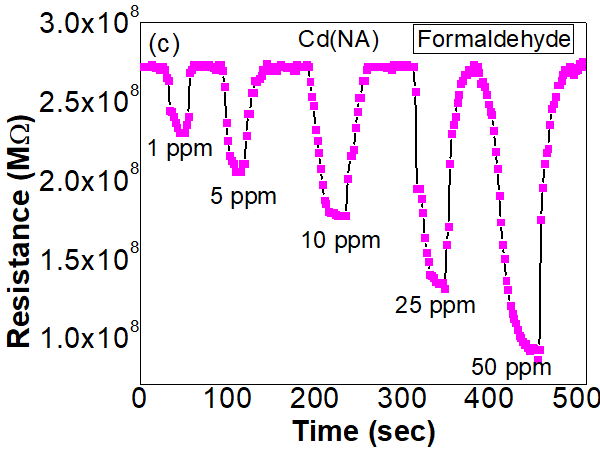 3.0x10⁸
(c)
Cd(NA)
Formaldehyde
2.5x10⁸
1 ppm
5 ppm
2.0x10⁸
10 ppm
1.5x10⁸
25 ppm
1.0x10⁸
50 ppm
Resistance (MΩ)
0 100 200 300 400 500
Time (sec)